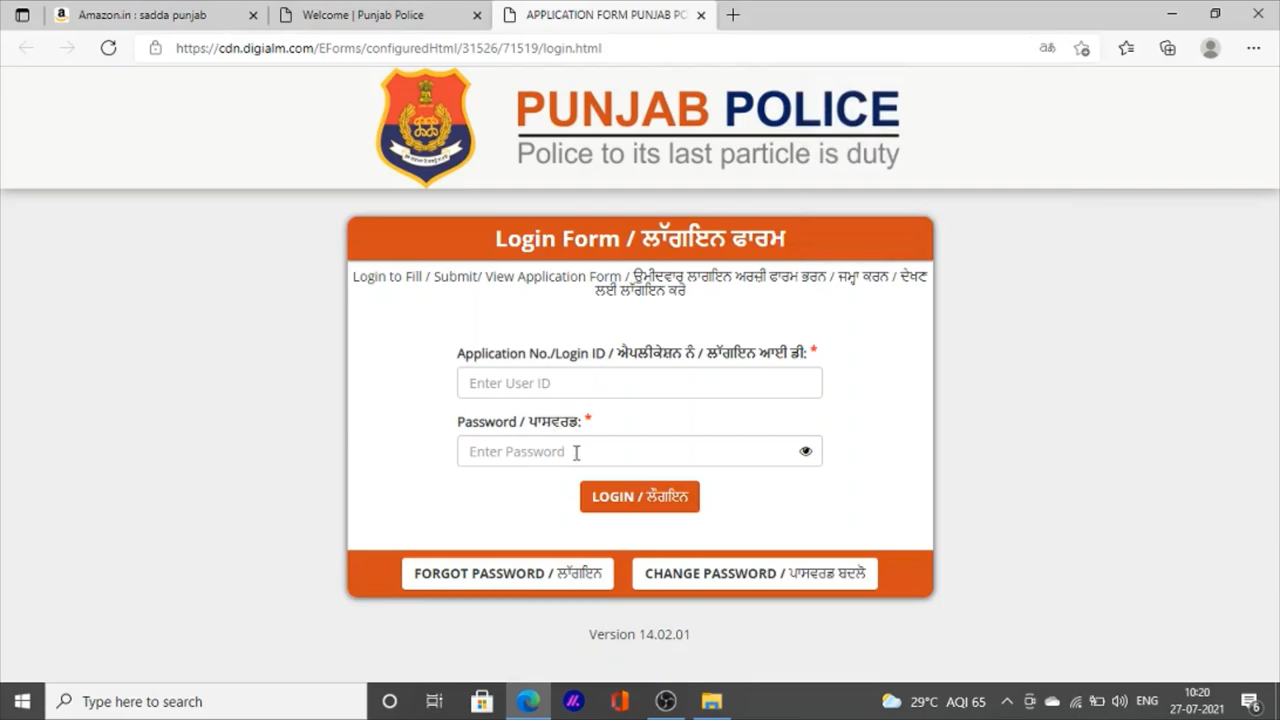 Amazon.in : sadda punjab
Welcome | Punjab Police
APPLICATION FORM PUNJAB PO
https://cdn.digialm.com/EForms/configuredHtml/31526/71519/login.html
PUNJAB POLICE
Police to its last particle is duty
Login Form / ਲਾੱਗਇਨ ਫਾਰਮ
Login to Fill / Submit/ View Application Form / ਉਮੀਦਵਾਰ ਲਾਗਇਨ ਅਰਜ਼ੀ ਫਾਰਮ ਭਰਨ / ਜਮ੍ਹਾ ਕਰਨ / ਦੇਖਣ
ਲਈ ਲਾੱਗਇਨ ਕਰੋ
Application No./Login ID / ਐਪਲੀਕੇਸ਼ਨ ਨੰ / ਲਾੱਗਇਨ ਆਈ ਡੀ: *
Enter User ID
Password / ਪਾਸਵਰਡ: *
Enter Password
LOGIN / ਲੌਗਇਨ
FORGOT PASSWORD / ਲਾੱਗਇਨ
CHANGE PASSWORD / ਪਾਸਵਰਡ ਬਦਲੋ
Version 14.02.01
Type here to search
29°C AQI 65
ENG
10:20
27-07-2021
6